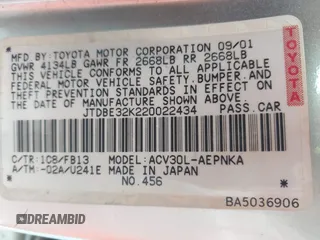 MFD. BY: TOYOTA MOTOR CORPORATION 09/01
GVWR 4134LB GAWR FR 2668LB RR 2668LB
THIS VEHICLE CONFORMS TO ALL APPLICABLE
FEDERAL MOTOR VEHICLE SAFETY, BUMPER, AND
THEFT PREVENTION STANDARDS IN EFFECT ON
THE DATE OF MANUFACTURE SHOWN ABOVE.
JTDBE32K220022434 PASS. CAR
TOYOTA
C/TR: 1C8/FB13 MODEL: ACV30L-AEPNKA
A/TM: -02A/U241E MADE IN JAPAN
NO. 456
BA5036906
DREAMBID